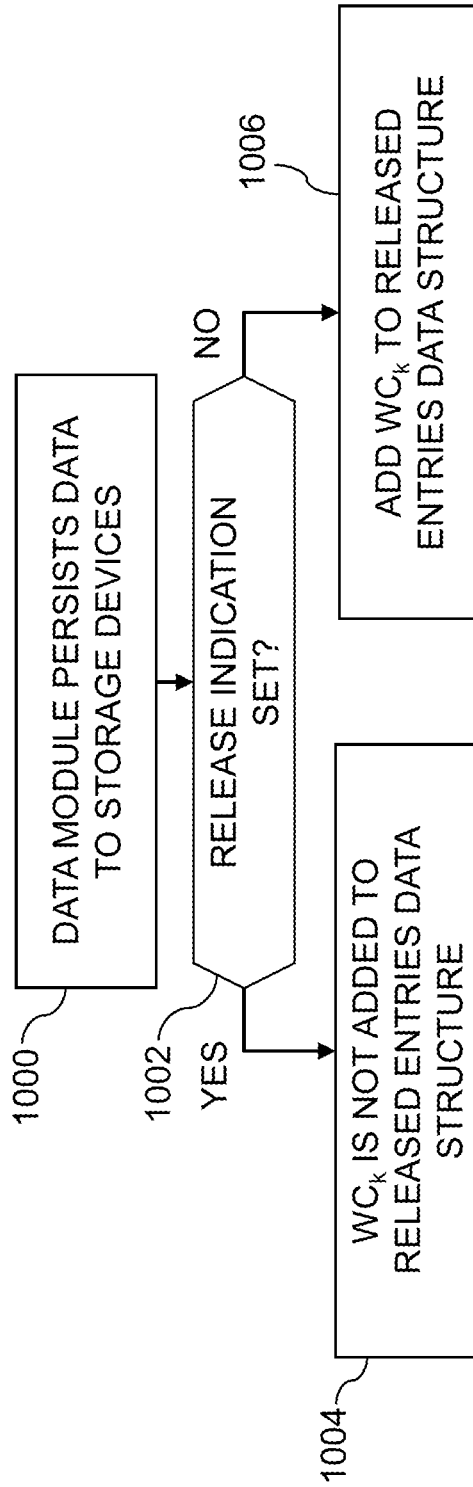 1000
DATA MODULE PERSISTS DATA
TO STORAGE DEVICES
1002
RELEASE INDICATION
SET?
YES
NO
1004
WCₖ IS NOT ADDED TO
RELEASED ENTRIES DATA
STRUCTURE
1006
ADD WCₖ TO RELEASED
ENTRIES DATA STRUCTURE